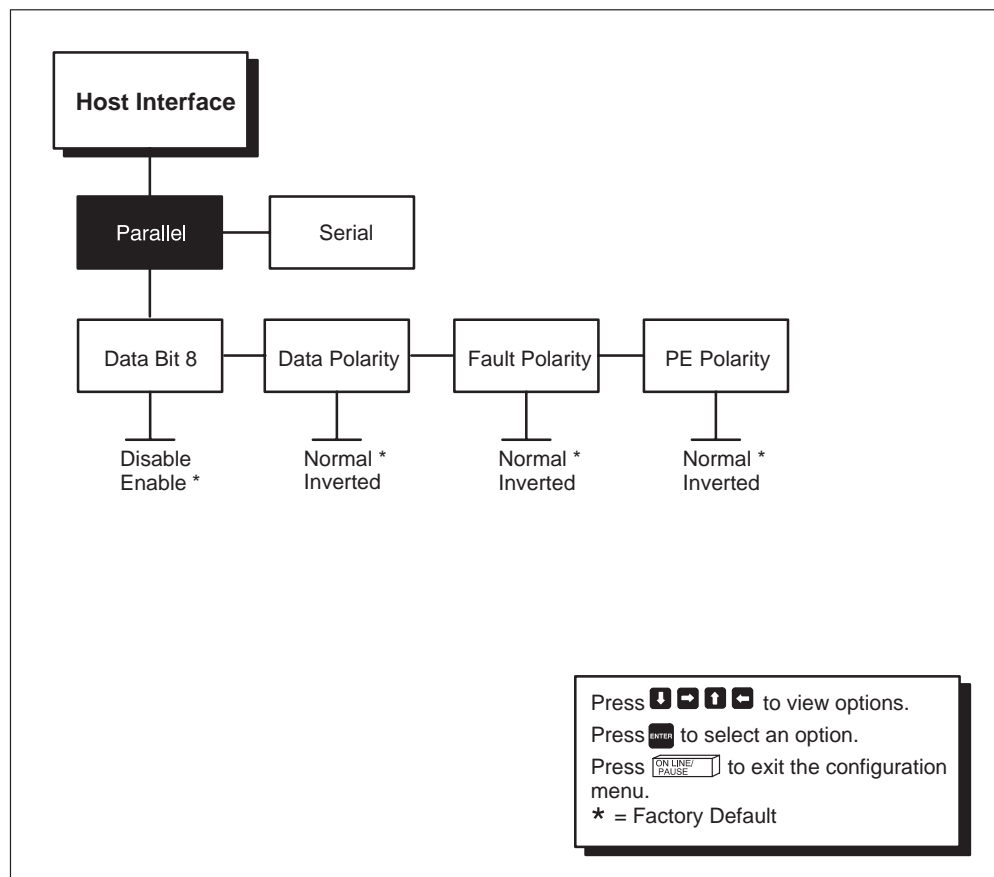 Host Interface
Parallel
Serial
Data Bit 8
Data Polarity
Fault Polarity
PE Polarity
Disable
Enable *
Normal *
Inverted
Normal *
Inverted
Normal *
Inverted
Press to view options.
Press ENTER to select an option.
Press ON LINE/
PAUSE to exit the configuration
menu.
* = Factory Default